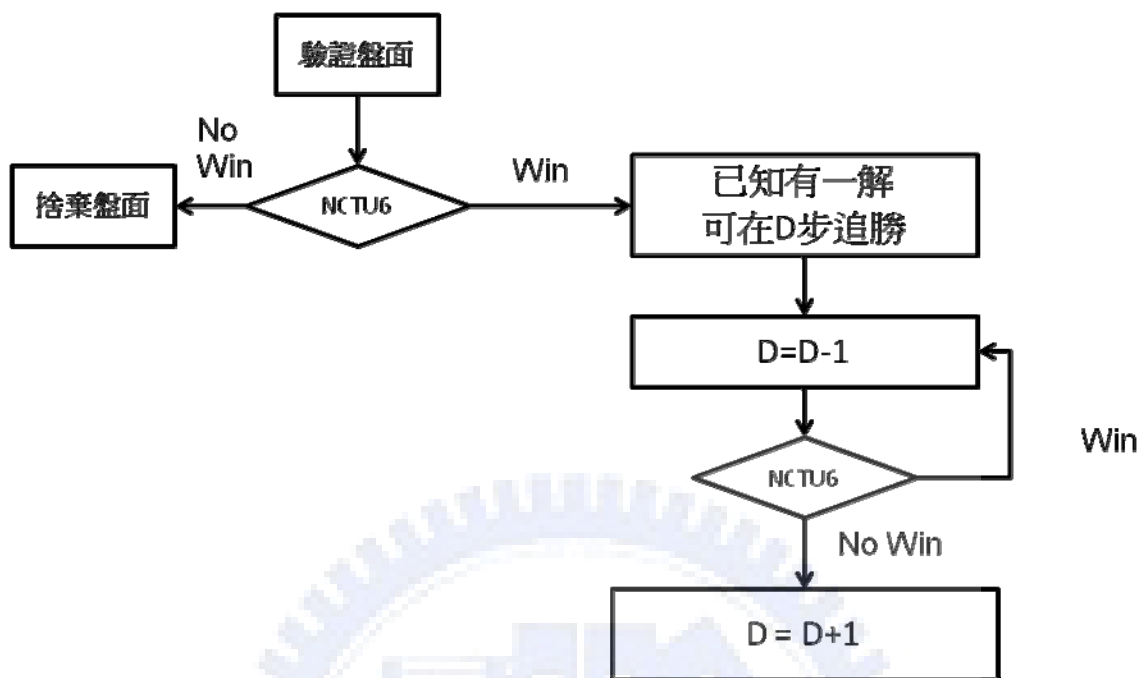 驗證盤面
No
Win
捨棄盤面
NCTU6
Win
已知有一解
可在D步追勝
D=D-1
NCTU6
Win
No Win
D = D+1